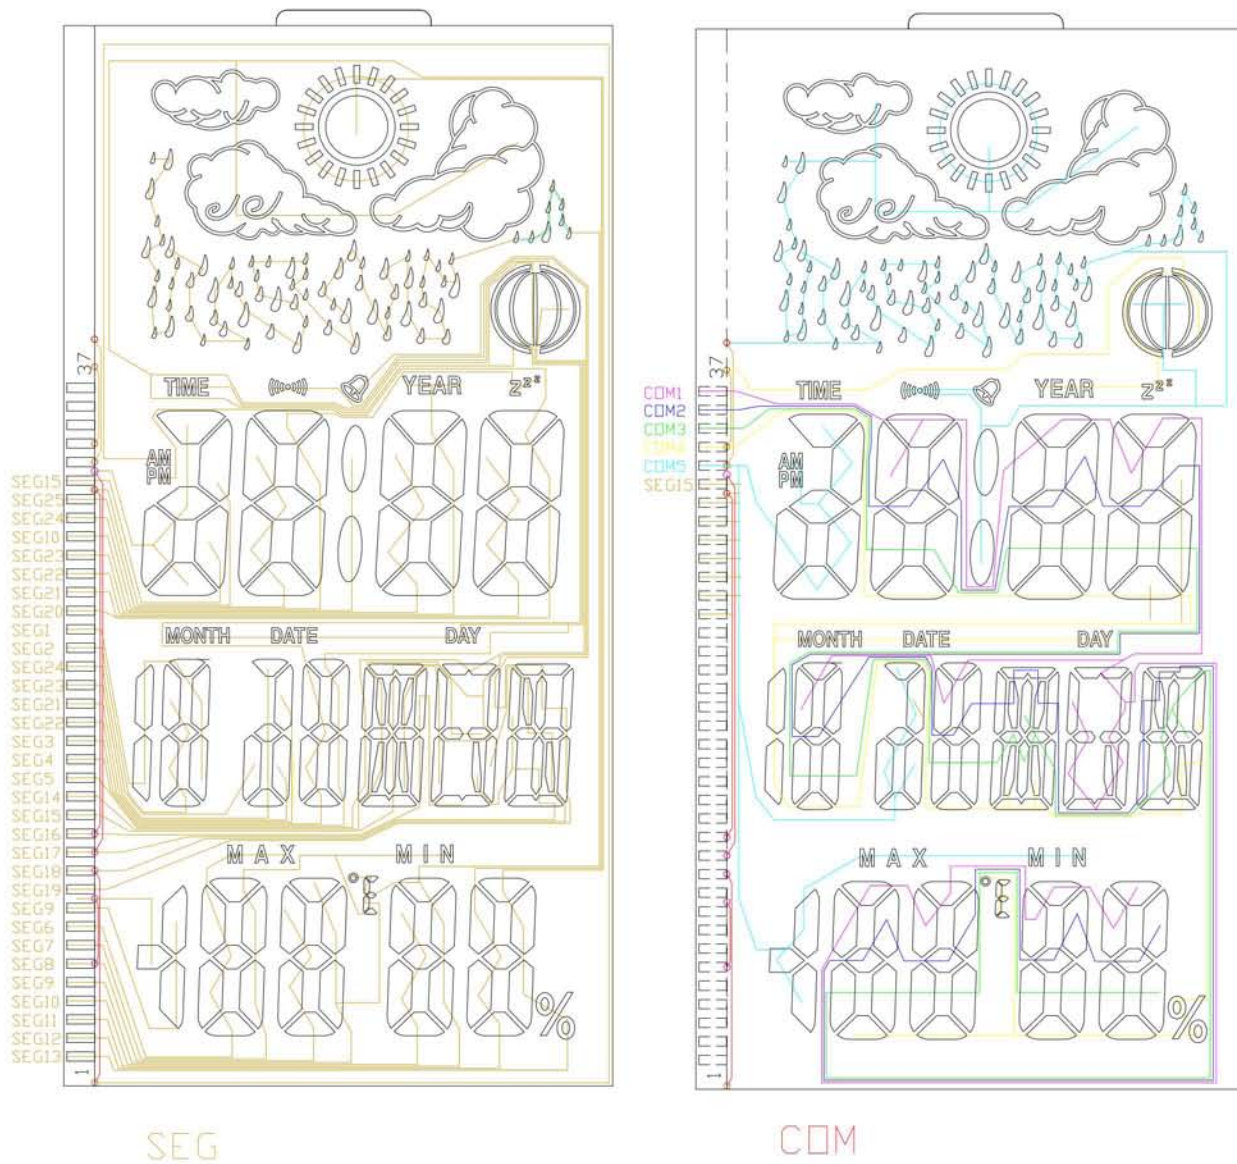 37
TIME YEAR Z z z
AM
PM
SEG15
SEG25
SEG24
SEG10
SEG23
SEG22
SEG21
SEG20
SEG1
SEG2
SEG24
SEG23
SEG21
SEG22
SEG3
SEG4
SEG5
SEG14
SEG15
SEG16
SEG17
SEG18
SEG19
SEG9
SEG6
SEG7
SEG8
SEG9
SEG10
SEG11
SEG12
SEG13
MONTH DATE DAY
MAX MIN
%
1
SEG
37
COM1
COM2
COM3
COM4
COM5
SEG15
TIME YEAR Z z z
AM
PM
MONTH DATE DAY
MAX MIN
%
1
COM